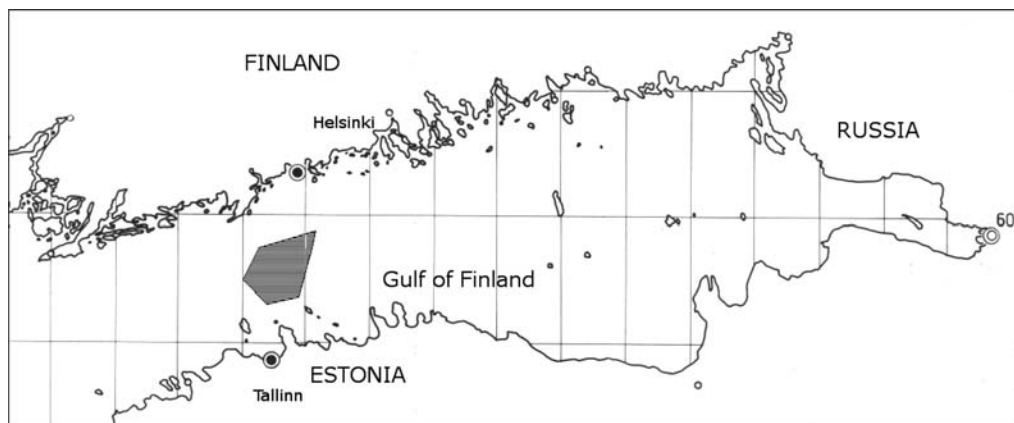 FINLAND
Helsinki
RUSSIA
60
Gulf of Finland
ESTONIA
Tallinn